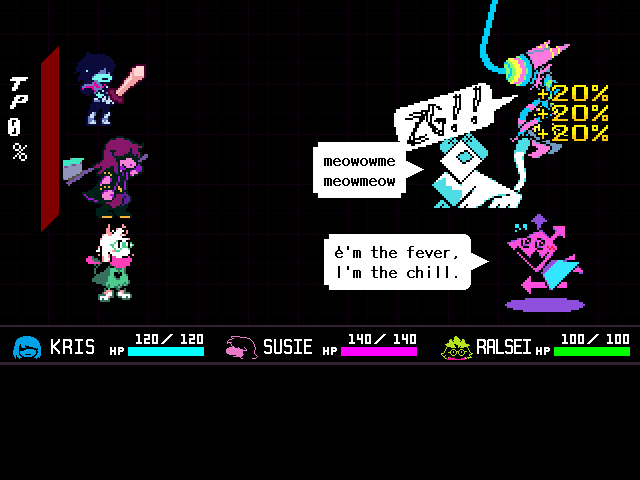 TP
0
%
ZG!!
+20%
+20%
+20%
meowowme
meowmeow
è'm the fever,
I'm the chill.
KRIS HP 120/ 120
SUSIE HP 140/ 140
RALSEI HP 100/ 100